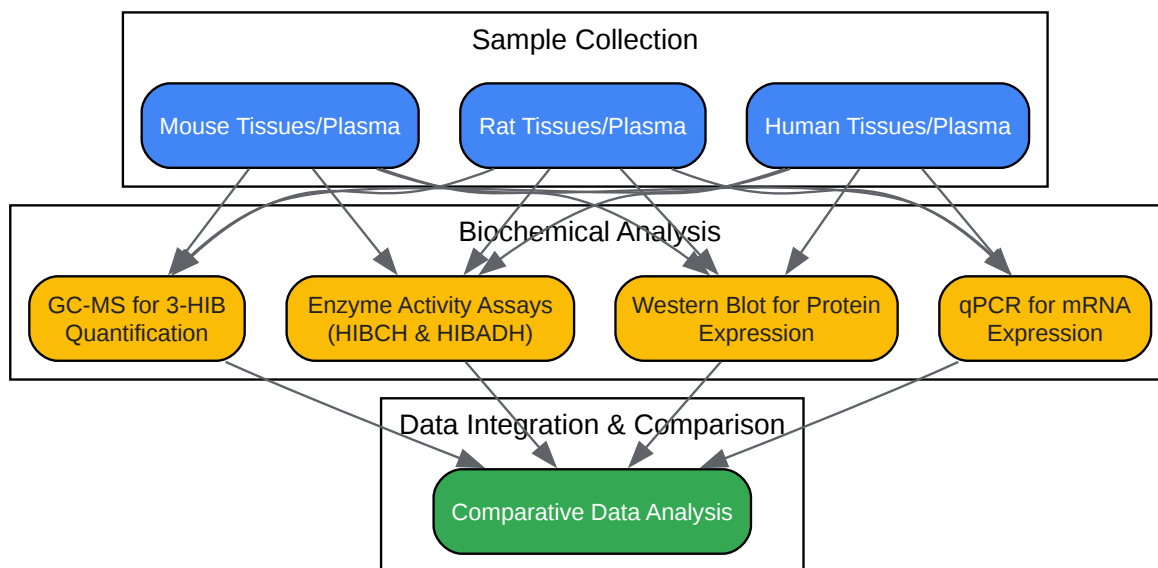 Sample Collection
Mouse Tissues/Plasma
Rat Tissues/Plasma
Human Tissues/Plasma
Biochemical Analysis
GC-MS for 3-HIB
Quantification
Enzyme Activity Assays
(HIBCH & HIBADH)
Western Blot for Protein
Expression
qPCR for mRNA
Expression
Data Integration & Comparison
Comparative Data Analysis